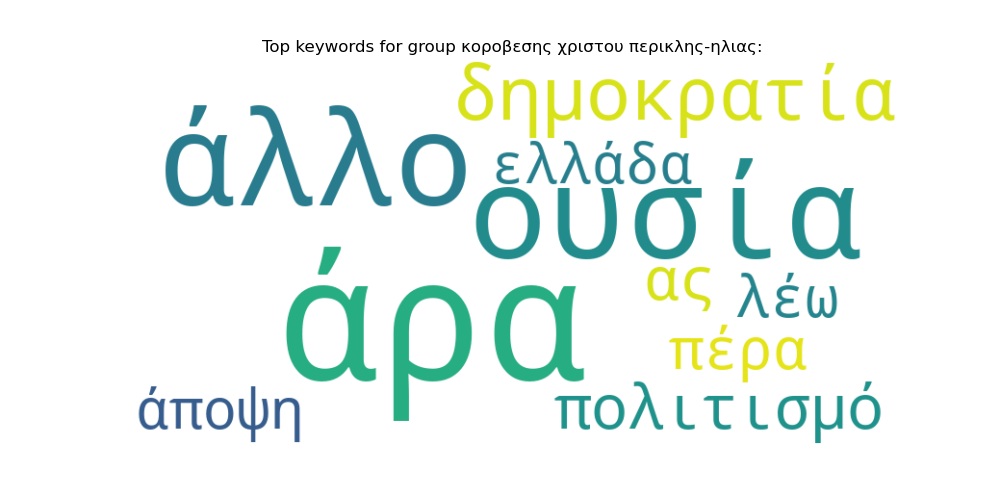 Top keywords for group κοροβεσης χριστου περικλης-ηλιας:
δημοκρατία
άλλο
ελλάδα
ουσία
άρα
ας
λέω
πέρα
άποψη
πολιτισμό